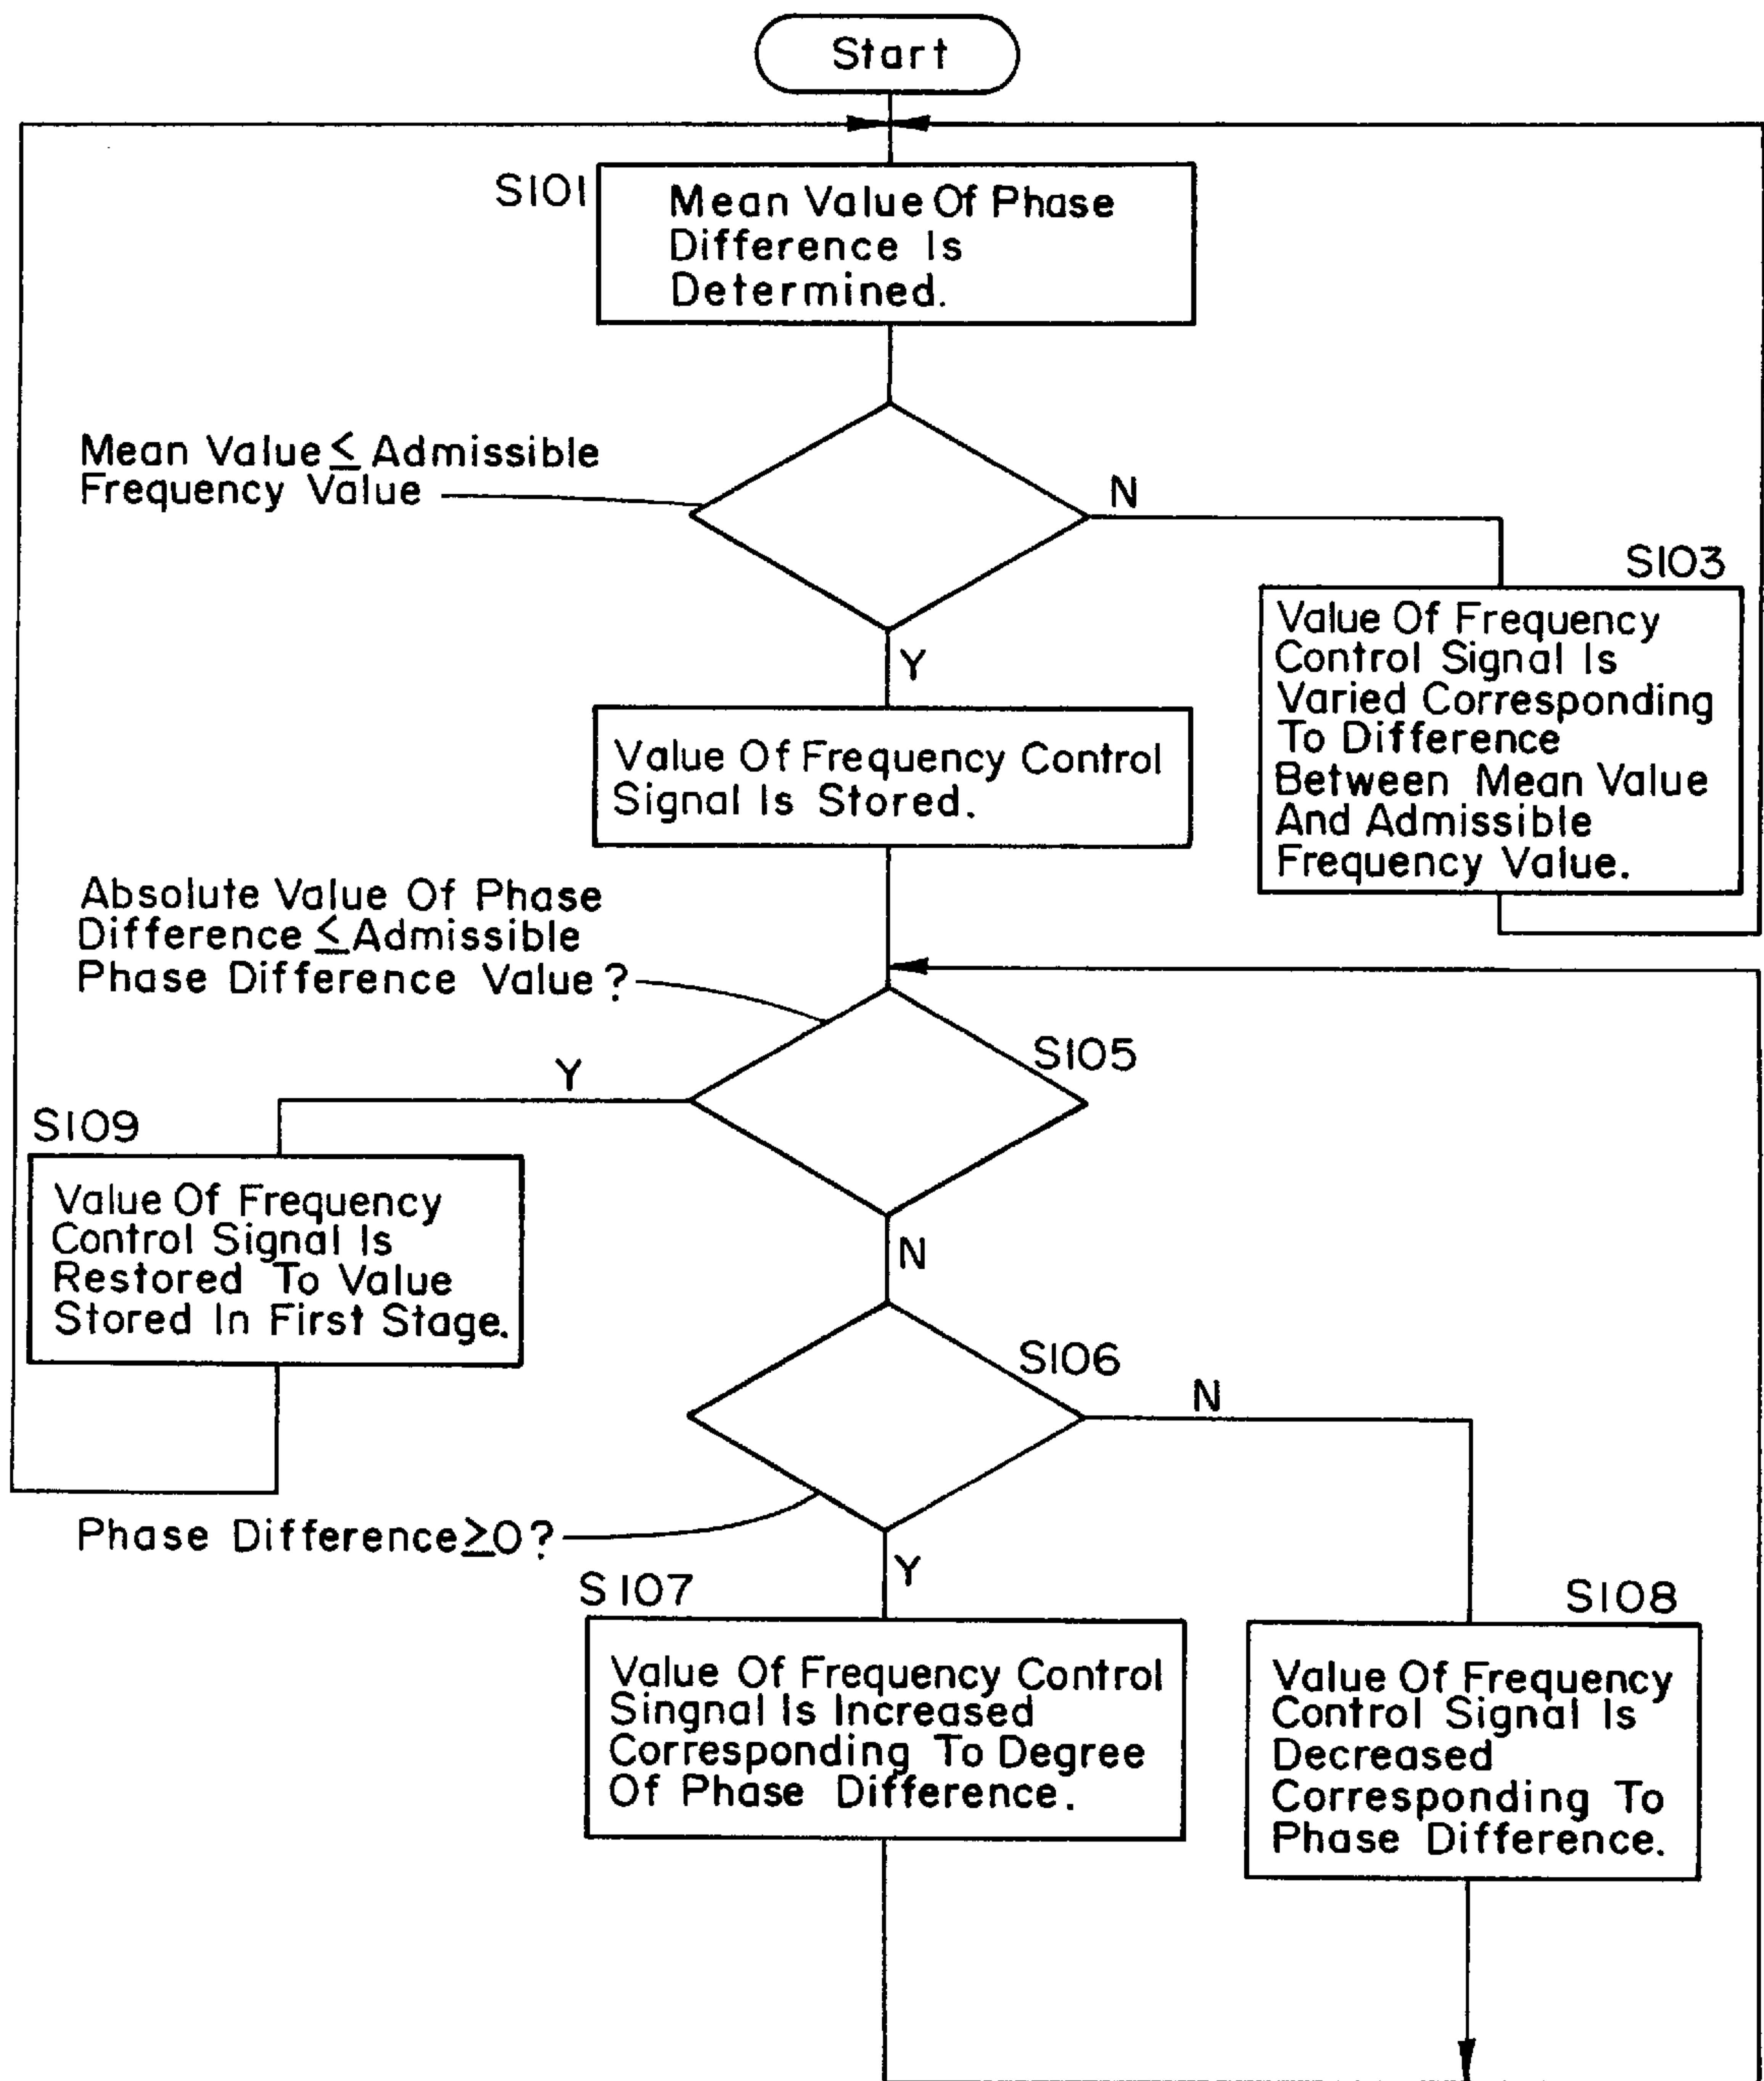 Start
S101
Mean Value Of Phase
Difference Is
Determined.
Mean Value ≤ Admissible
Frequency Value
N
S103
Value Of Frequency
Control Signal Is
Varied Corresponding
To Difference
Between Mean Value
And Admissible
Frequency Value.
Y
Value Of Frequency Control
Signal Is Stored.
Absolute Value Of Phase
Difference ≤ Admissible
Phase Difference Value?
S105
Y
S109
Value Of Frequency
Control Signal Is
Restored To Value
Stored In First Stage.
N
S106
N
Phase Difference ≥0?
Y
S107
Value Of Frequency Control
Singnal Is Increased
Corresponding To Degree
Of Phase Difference.
S108
Value Of Frequency
Control Signal Is
Decreased
Corresponding To
Phase Difference.